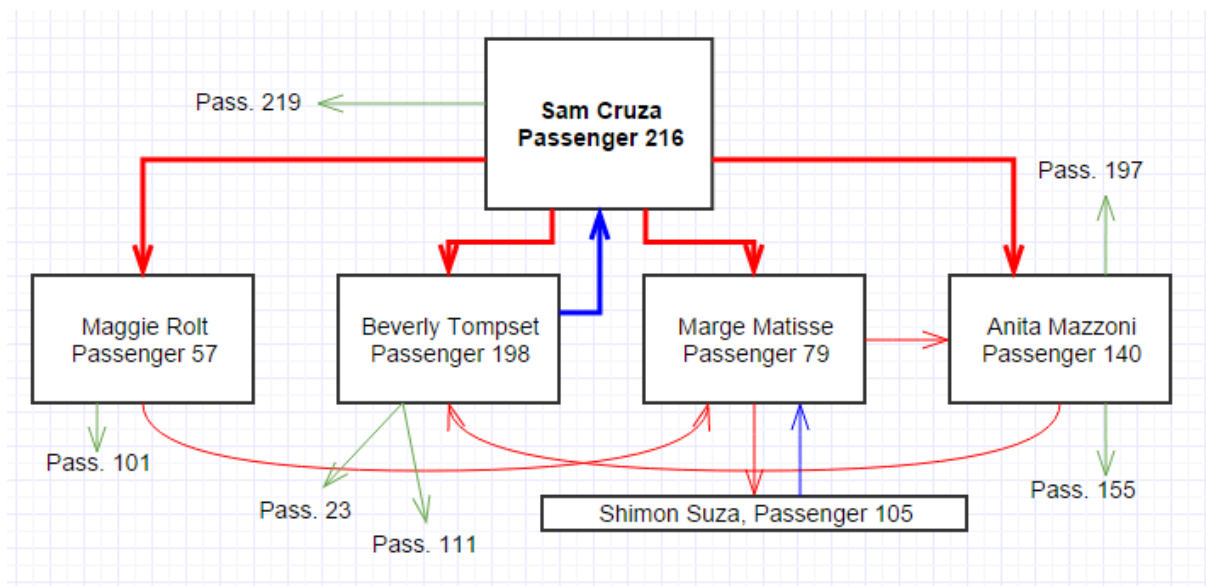 Pass. 219
Sam Cruza
Passenger 216
Pass. 197
Maggie Rolt
Passenger 57
Beverly Tompset
Passenger 198
Marge Matisse
Passenger 79
Anita Mazzoni
Passenger 140
Pass. 101
Pass. 23
Pass. 111
Shimon Suza, Passenger 105
Pass. 155